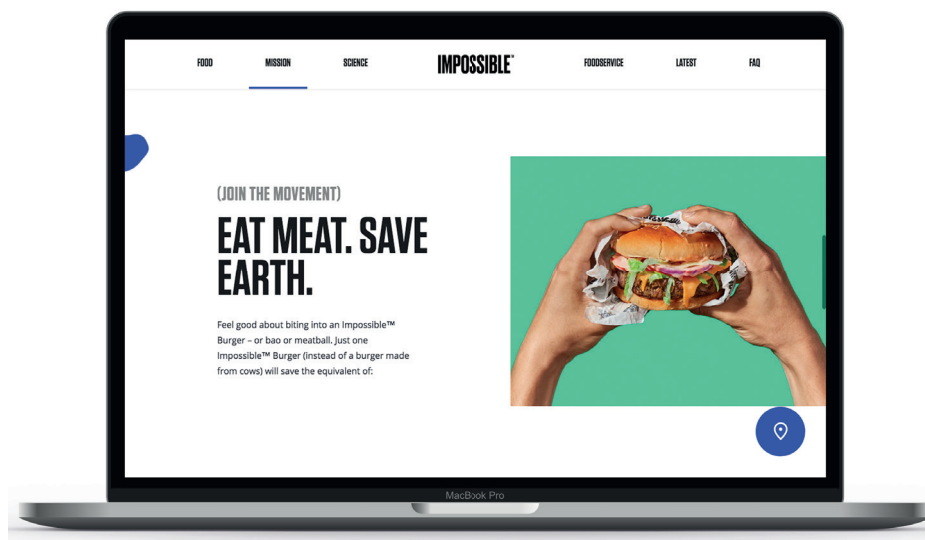 FOOD
MISSION
SCIENCE
IMPOSSIBLE™
FOODSERVICE
LATEST
FAQ
(JOIN THE MOVEMENT)
EAT MEAT. SAVE
EARTH.
Feel good about biting into an Impossible™
Burger – or bao or meatball. Just one
Impossible™ Burger (instead of a burger made
from cows) will save the equivalent of:
MacBook Pro